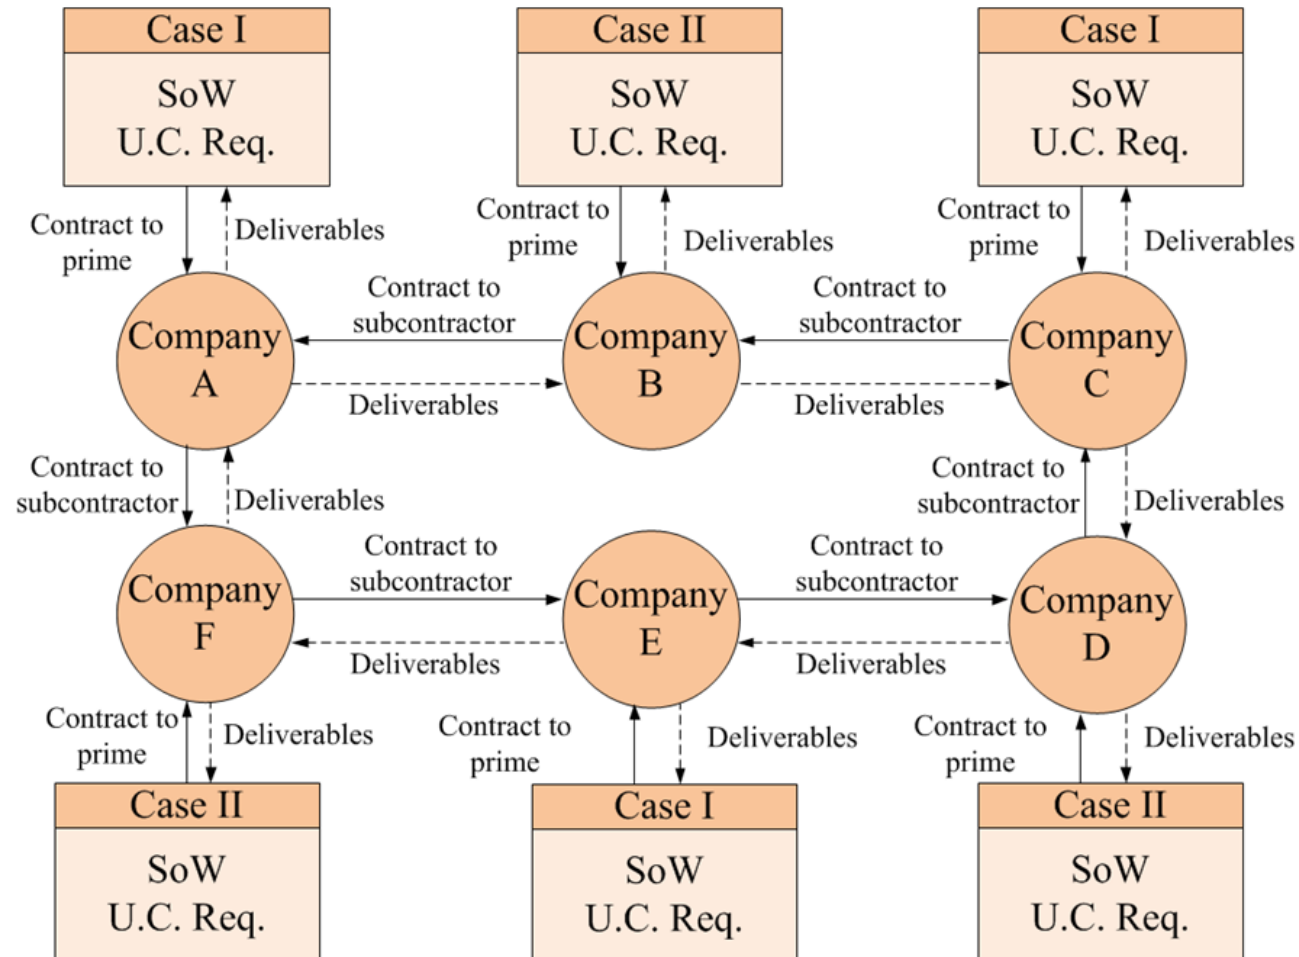 Case I
SoW
U.C. Req.
Case II
SoW
U.C. Req.
Case I
SoW
U.C. Req.
Contract to
prime
Deliverables
Contract to
prime
Deliverables
Contract to
prime
Deliverables
Company
A
Contract to
subcontractor
Deliverables
Company
B
Contract to
subcontractor
Deliverables
Company
C
Contract to
subcontractor
Deliverables
Contract to
subcontractor
Deliverables
Company
F
Contract to
subcontractor
Deliverables
Company
E
Contract to
subcontractor
Deliverables
Company
D
Contract to
prime
Deliverables
Contract to
prime
Deliverables
Contract to
prime
Deliverables
Case II
SoW
U.C. Req.
Case I
SoW
U.C. Req.
Case II
SoW
U.C. Req.